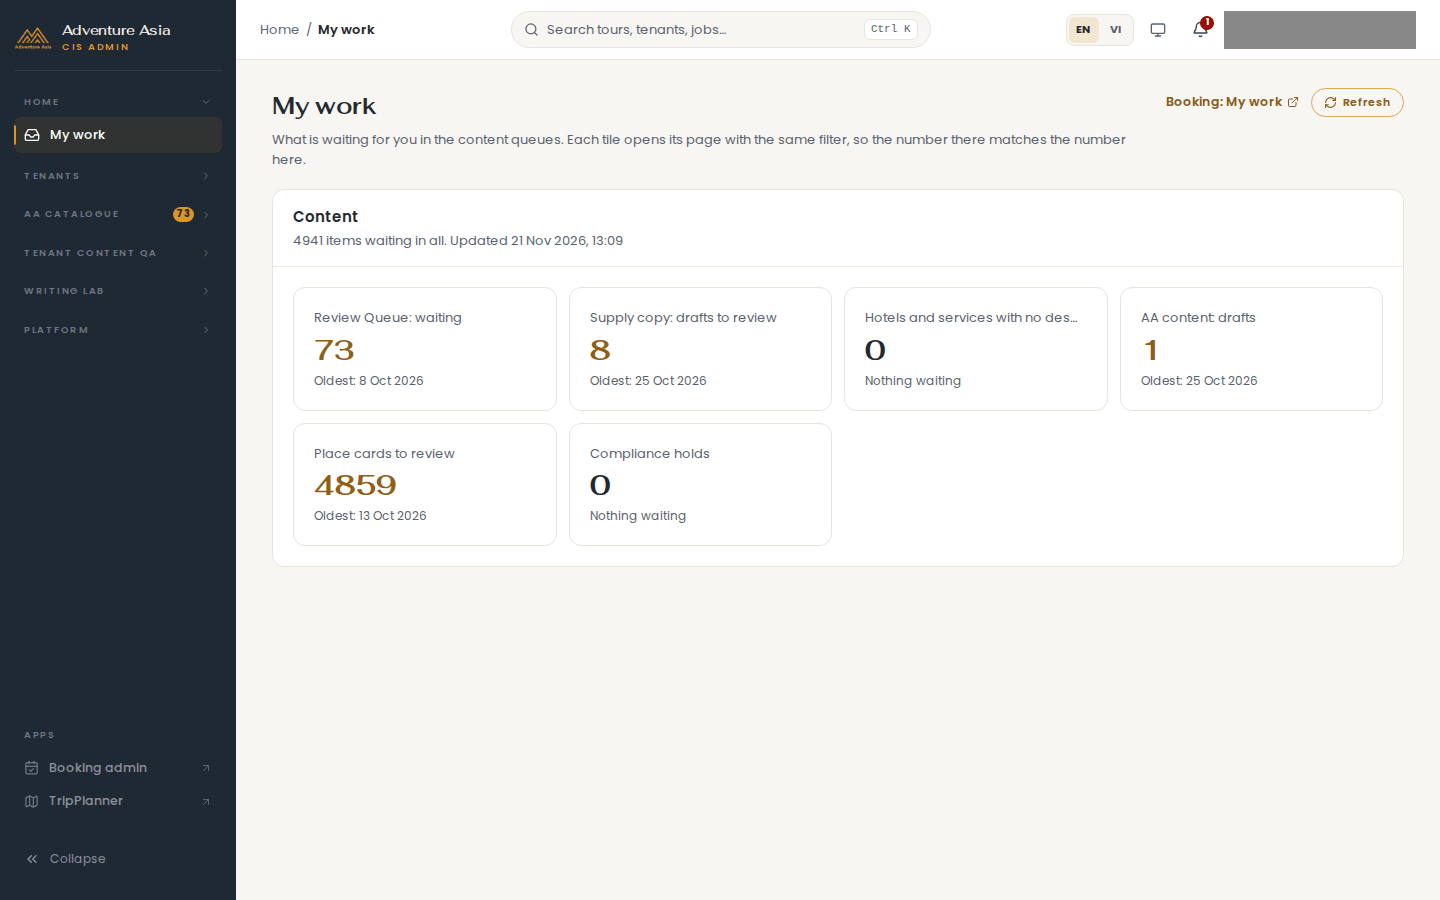 Adventure Asia
Adventure Asia
CIS ADMIN
HOME
My work
TENANTS
AA CATALOGUE 73
TENANT CONTENT QA
WRITING LAB
PLATFORM
APPS
Booking admin
TripPlanner
Collapse
Home / My work
Search tours, tenants, jobs... Ctrl K
EN VI
1
My work
Booking: My work
Refresh
What is waiting for you in the content queues. Each tile opens its page with the same filter, so the number there matches the number
here.
Content
4941 items waiting in all. Updated 21 Nov 2026, 13:09
Review Queue: waiting
73
Oldest: 8 Oct 2026
Supply copy: drafts to review
8
Oldest: 25 Oct 2026
Hotels and services with no des...
0
Nothing waiting
AA content: drafts
1
Oldest: 25 Oct 2026
Place cards to review
4859
Oldest: 13 Oct 2026
Compliance holds
0
Nothing waiting